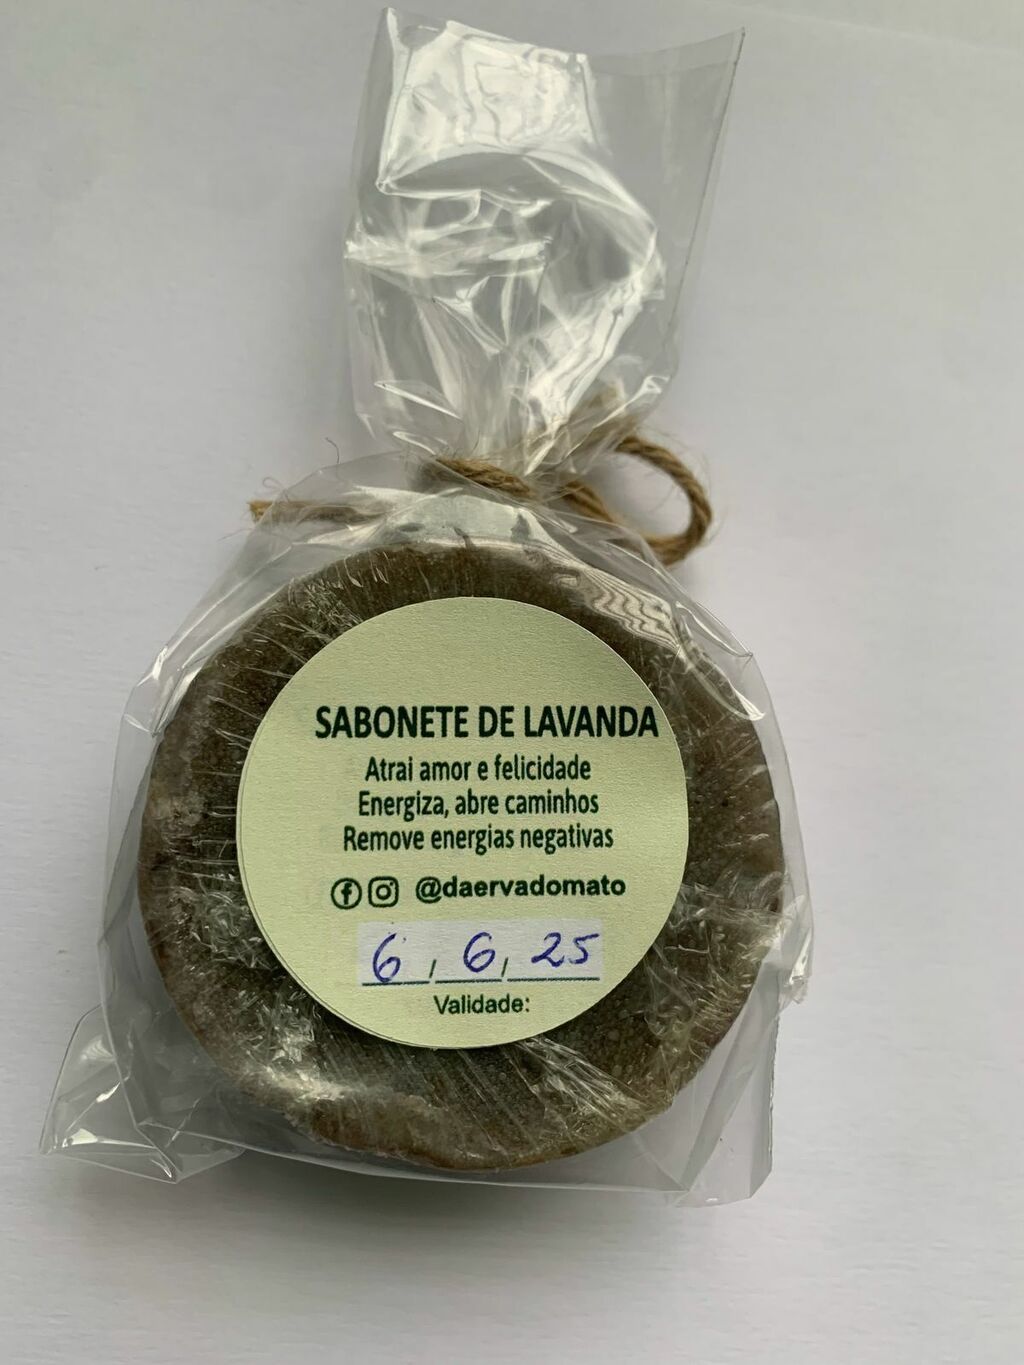 SABONETE DE LAVANDA
Atrai amor e felicidade
Energiza, abre caminhos
Remove energias negativas
@daervadomato
6 / 6 / 25
Validade: